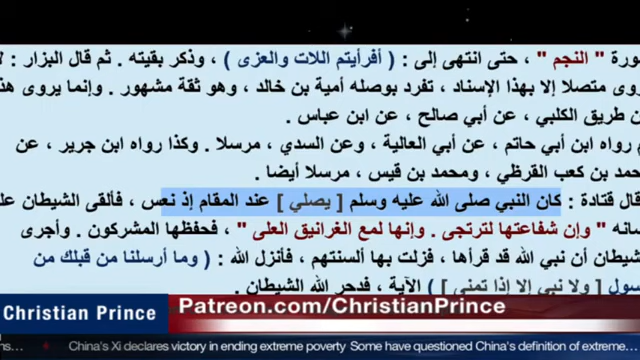 سورة " النجم " ، حتى انتهى إلى : ( أفرأيتم اللات والعزى ) ، وذكر بقيته . ثم قال البزار :
يروى متصلا إلا بهذا الإسناد ، تفرد بوصله أمية بن خالد ، وهو ثقة مشهور . وإنما يروى
من طريق الكلبي ، عن أبي صالح ، عن ابن عباس .
رواه ابن أبي حاتم ، عن أبي العالية ، وعن السدي ، مرسلا . وكذا رواه ابن جرير ، عن
محمد بن كعب القرظي ، ومحمد بن قيس ، مرسلا أيضا .
قال قتادة : كان النبي صلى الله عليه وسلم [ يصلي ] عند المقام إذ نعس ، فألقى الشيطان
" وإن شفاعتها لترتجى . وإنها لمع الغرانيق العلى " ، فحفظها المشركون . وأجرى
الشيطان أن نبي الله قد قرأها ، فزلت بها ألسنتهم ، فأنزل الله : ( وما أرسلنا من قبلك من
رسول [ ولا نبي إلا إذا تمنى ] ) الآية ، فدحر الله الشيطان .
Christian Prince
Patreon.com/ChristianPrince
China's Xi declares victory in ending extreme poverty Some have questioned China's definition of extreme...